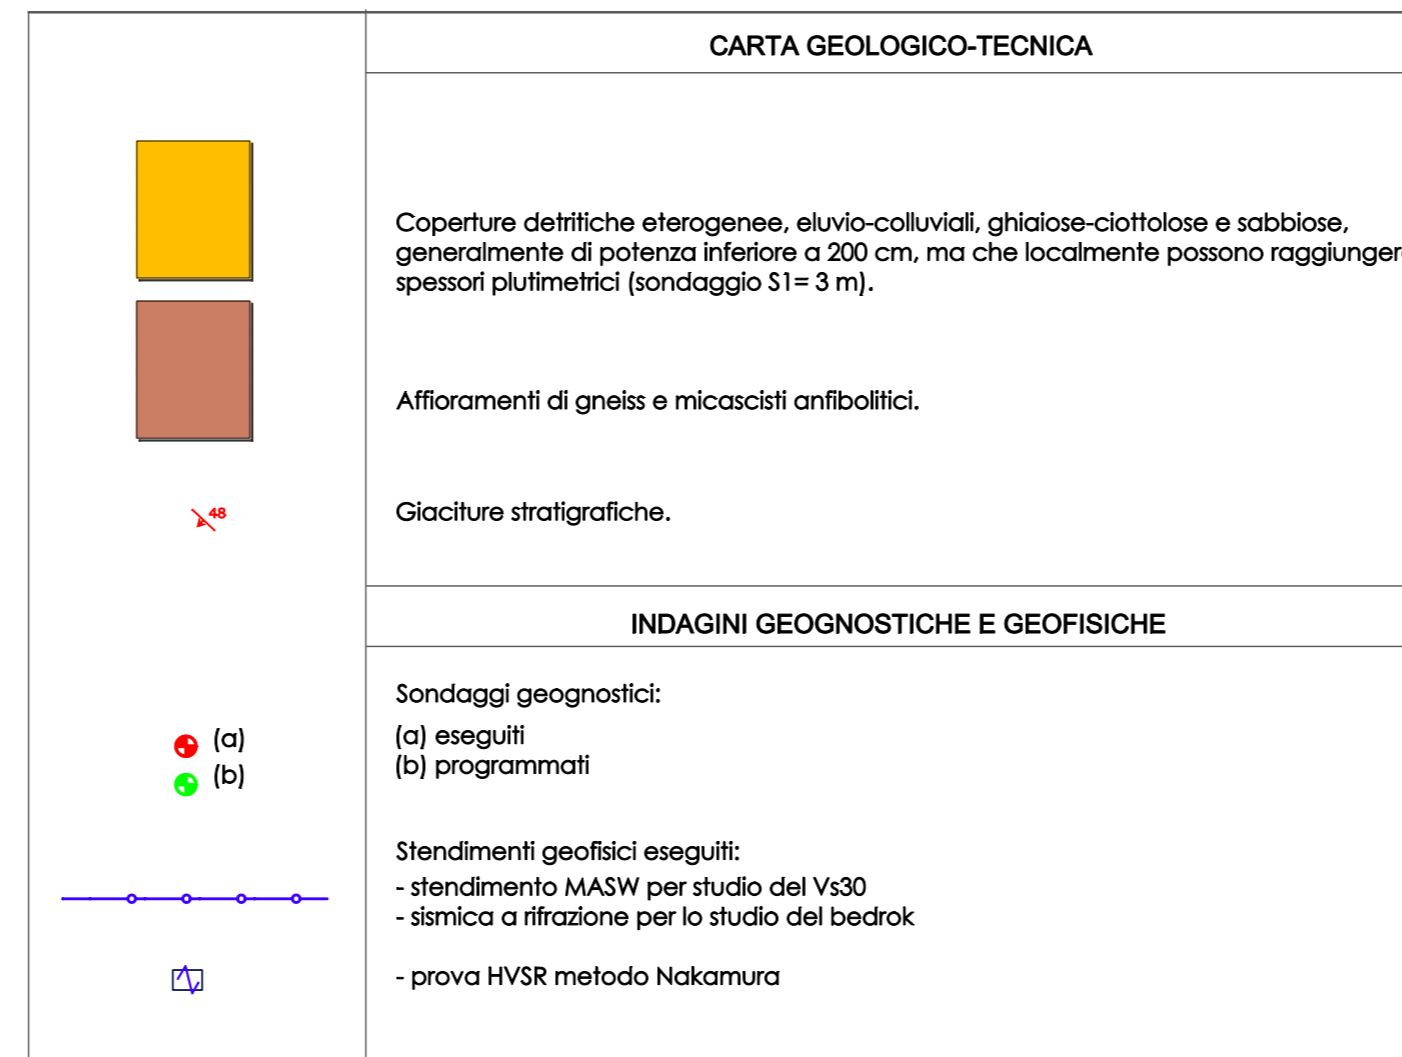 CARTA GEOLOGICO-TECNICA
Coperture detritiche eterogenee, eluvio-colluviali, ghiaiose-ciottolose e sabbiose,
generalmente di potenza inferiore a 200 cm, ma che localmente possono raggiunger
spessori plutimetrici (sondaggio S1= 3 m).
Affioramenti di gneiss e micascisti anfibolitici.
48
Giaciture stratigrafiche.
INDAGINI GEOGNOSTICHE E GEOFISICHE
Sondaggi geognostici:
(a)
(a) eseguiti
(b)
(b) programmati
Stendimenti geofisici eseguiti:
- stendimento MASW per studio del Vs30
- sismica a rifrazione per lo studio del bedrok
- prova HVSR metodo Nakamura